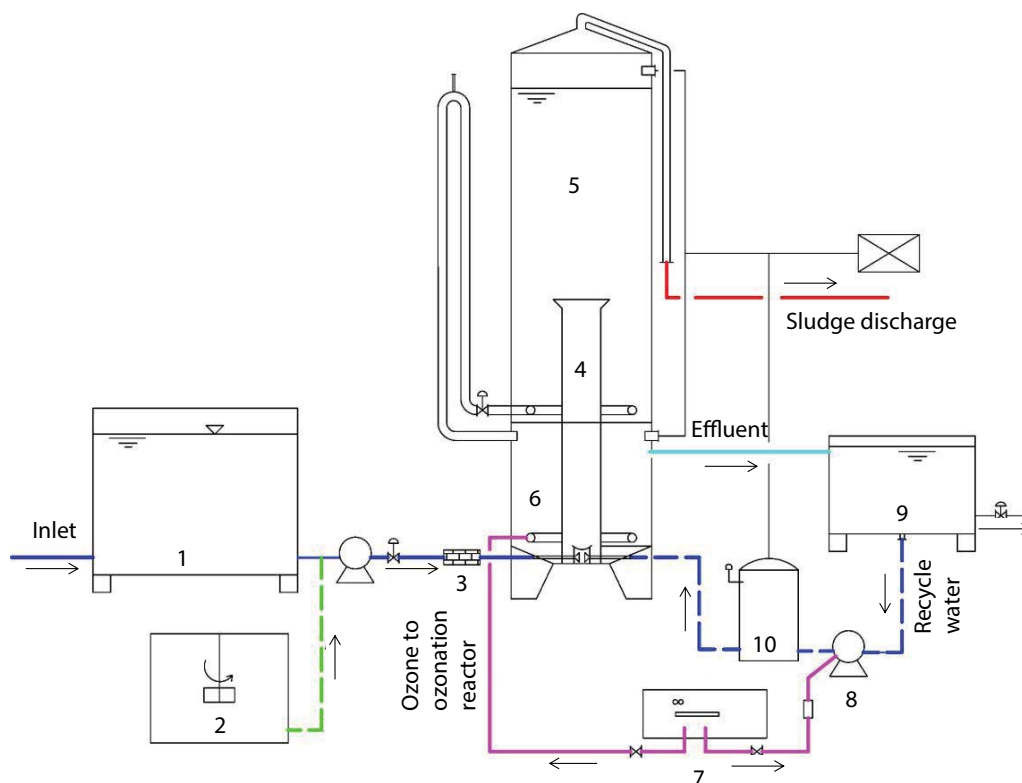 5
4
Sludge discharge
Effluent
Inlet
1
6
9
3
10
Recycle
water
Ozone to
ozonation
reactor
2
∞
8
7